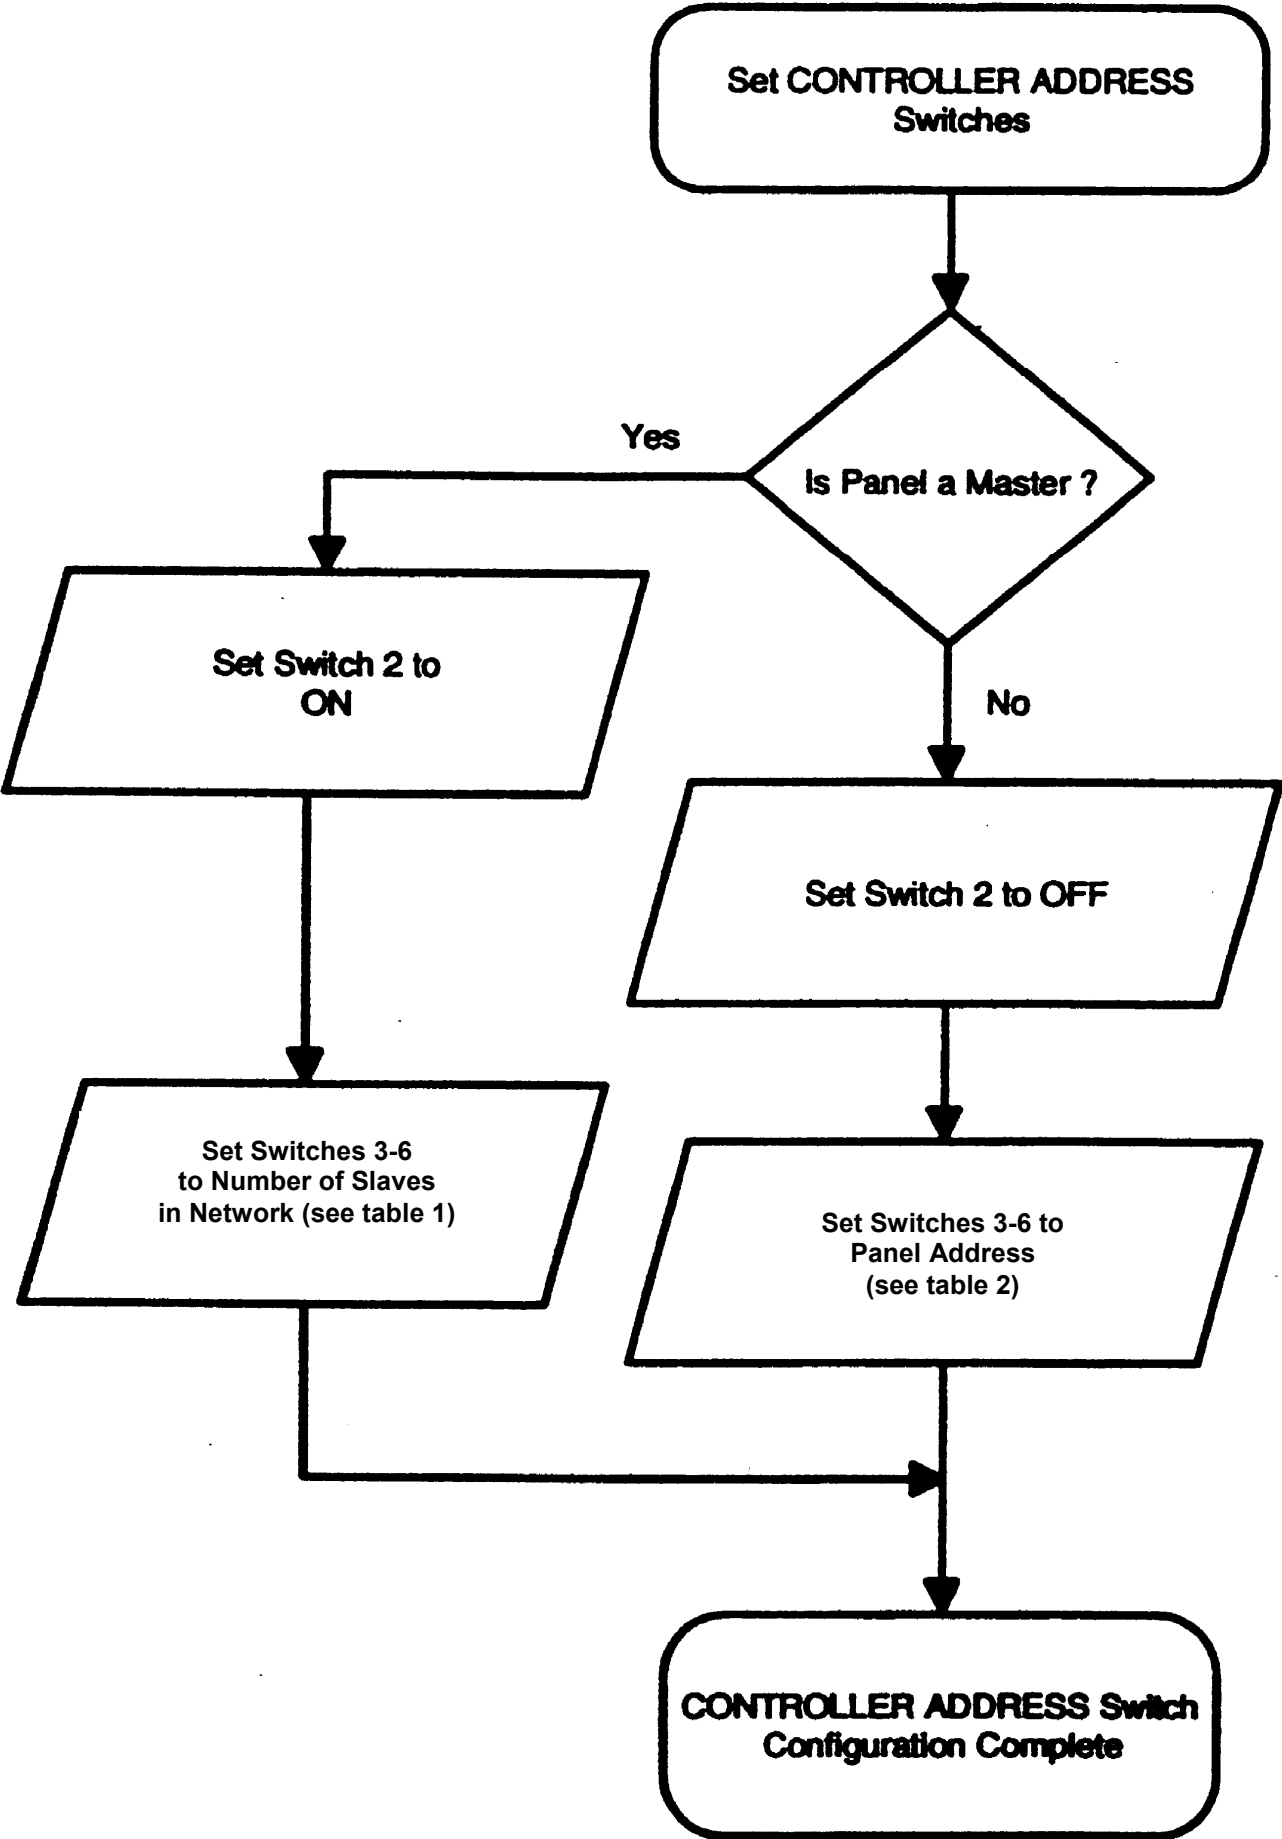 Set CONTROLLER ADDRESS
Switches
Yes
Is Panel a Master ?
Set Switch 2 to
ON
No
Set Switch 2 to OFF
Set Switches 3-6
to Number of Slaves
in Network (see table 1)
Set Switches 3-6 to
Panel Address
(see table 2)
CONTROLLER ADDRESS Switch
Configuration Complete